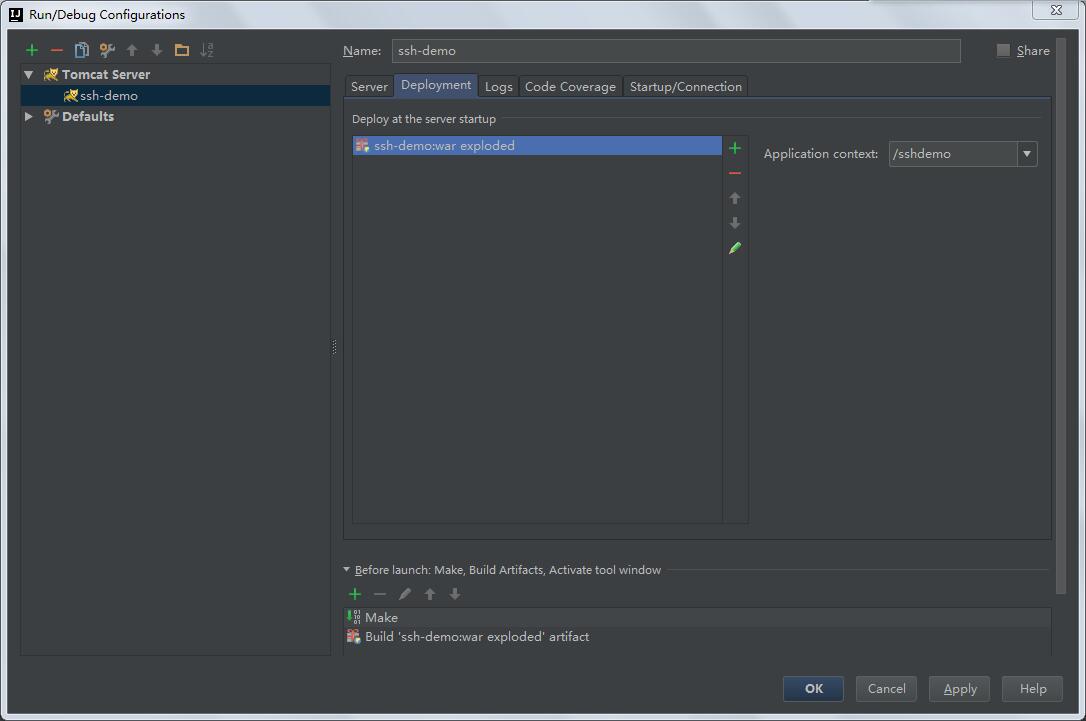 Run/Debug Configurations
Name: ssh-demo Share
Tomcat Server
ssh-demo
Defaults
Server Deployment Logs Code Coverage Startup/Connection
Deploy at the server startup
ssh-demo:war exploded
Application context: /sshdemo
Before launch: Make, Build Artifacts, Activate tool window
Make
Build 'ssh-demo:war exploded' artifact
OK Cancel Apply Help